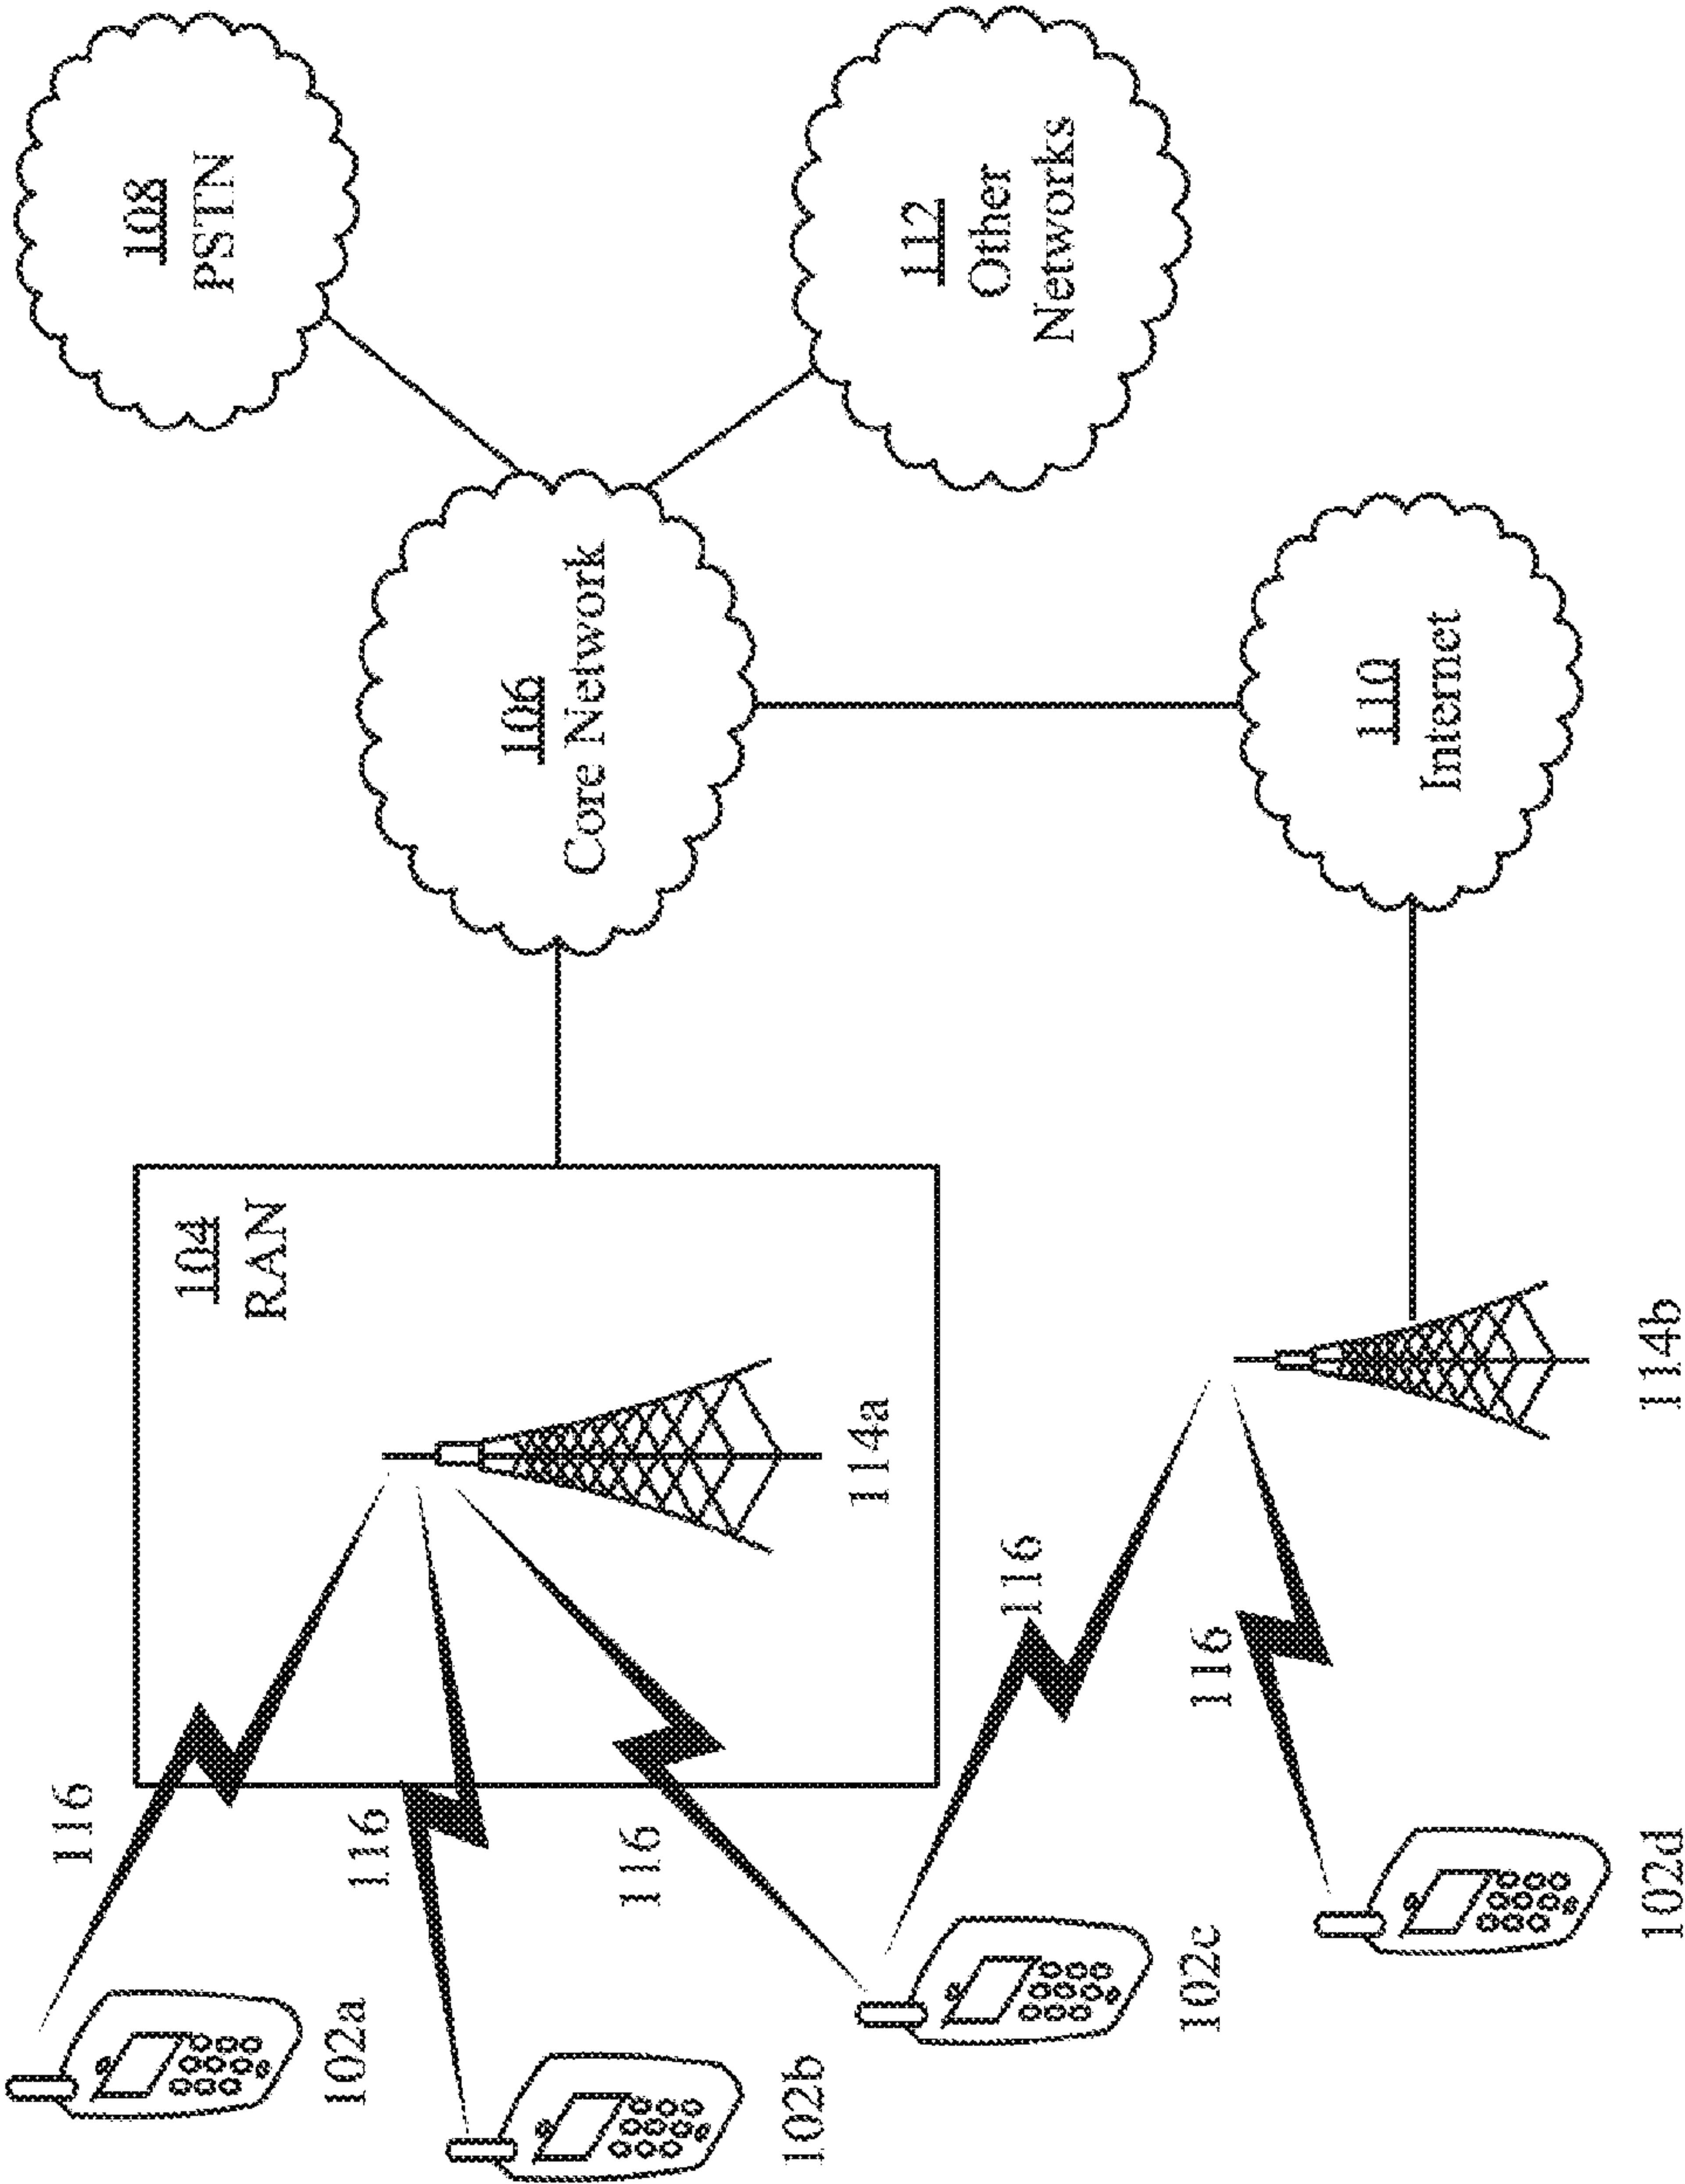 102a
116
102b
116
102c
116
116
102d
116
104
RAN
114a
114b
106
Core Network
108
PSTN
112
Other
Networks
110
Internet